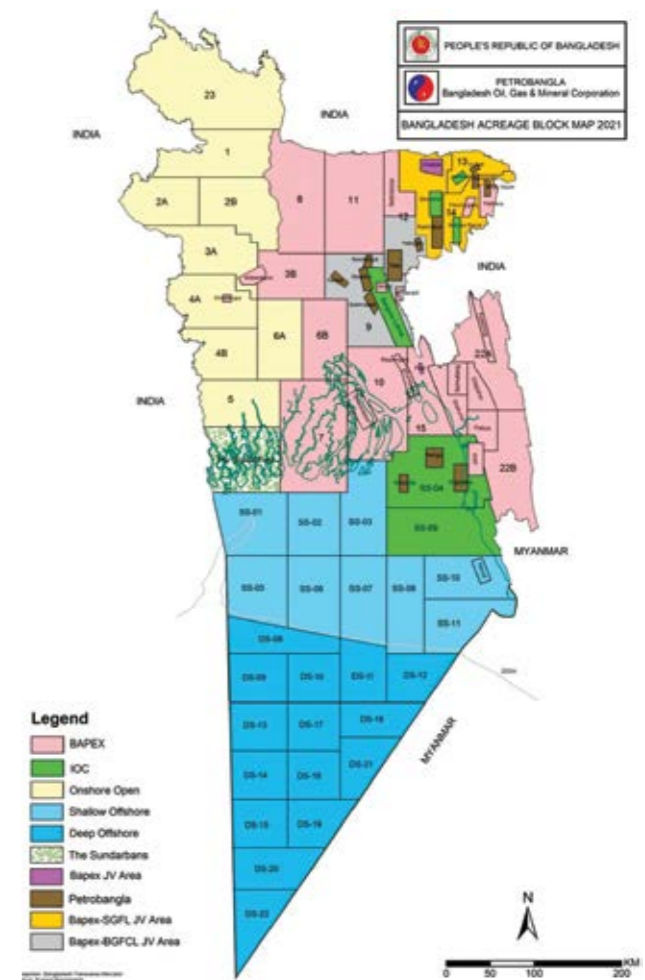 PEOPLE'S REPUBLIC OF BANGLADESH
PETROBANGLA
Bangladesh Oil, Gas & Mineral Corporation
BANGLADESH ACREAGE BLOCK MAP 2021
INDIA
INDIA
23
1
2A
2B
8
11
13
14
12
3A
3B
INDIA
4A
9
6A
6B
4B
22A
10
5
INDIA
7
15
22B
SS-04
SS-01
SS-02
SS-03
SS-09
MYANMAR
SS-05
SS-06
SS-07
SS-08
SS-10
SS-11
DS-08
DS-09
DS-10
DS-11
DS-12
DS-13
DS-17
DS-16
MYANMAR
DS-14
DS-18
DS-21
DS-15
DS-19
DS-20
DS-22
Legend
BAPEX
IOC
Onshore Open
Shallow Offshore
Deep Offshore
The Sundarbans
Bapex JV Area
Petrobangla
Bapex-SGFL JV Area
Bapex-BGFCL JV Area
N
KM
0 50 100 200